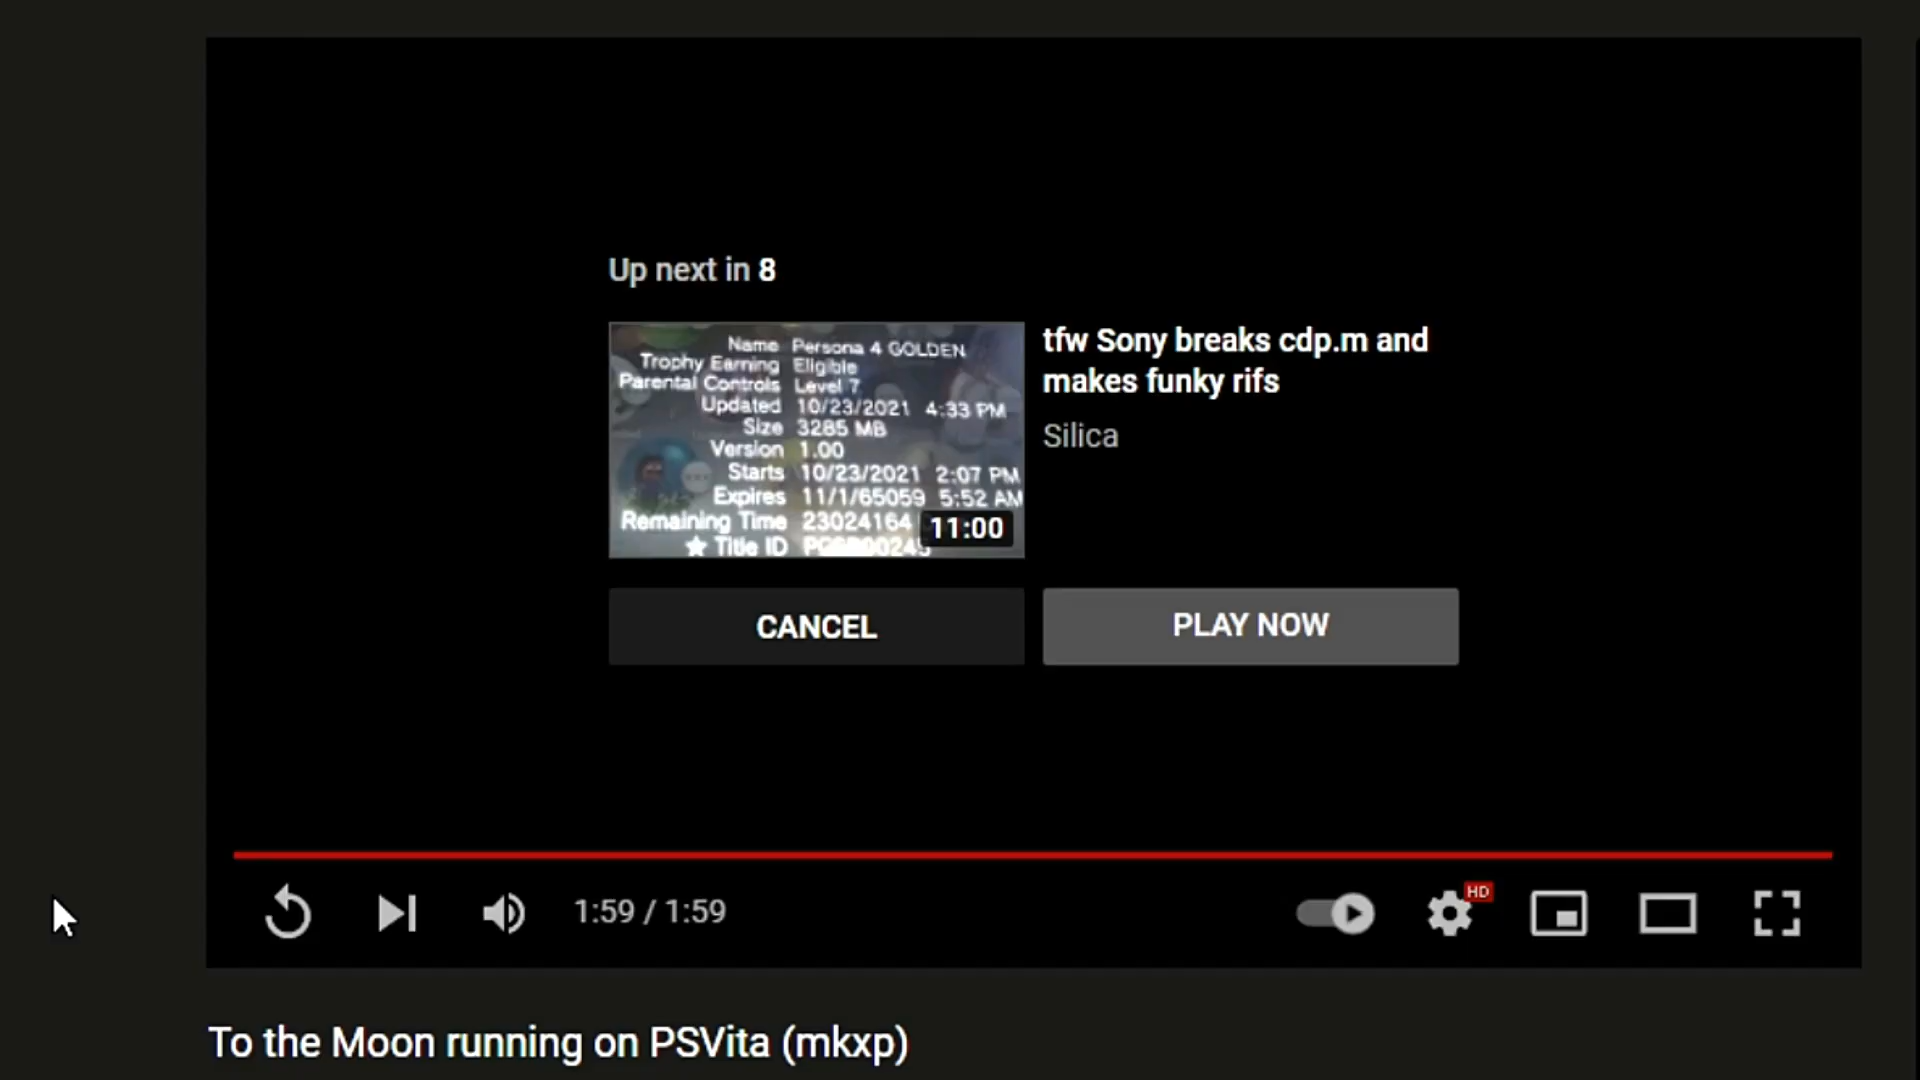 Up next in 8
Name Persona 4 GOLDEN
Trophy Earning Eligible
Parental Controls Level 7
Updated 10/23/2021 4:33 PM
Size 3285 MB
Version 1.00
Starts 10/23/2021 2:07 PM
Expires 11/1/65059 5:52 AM
Remaining Time 23024164
11:00
Title ID
tfw Sony breaks cdp.m and
makes funky rifs
Silica
CANCEL
PLAY NOW
1:59 / 1:59
HD
To the Moon running on PSVita (mkxp)